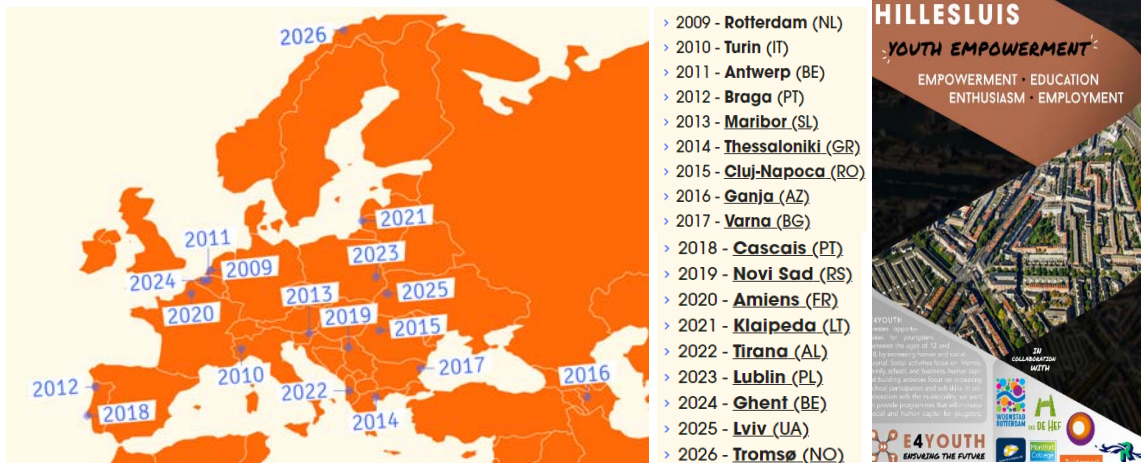 2026
2021
2011
2023
2024
2009
2025
2013
2020
2019
2015
2017
2010
2016
2012
2022
2018
2014
› 2009 - Rotterdam (NL)
› 2010 - Turin (IT)
› 2011 - Antwerp (BE)
› 2012 - Braga (PT)
› 2013 - Maribor (SL)
› 2014 - Thessaloniki (GR)
› 2015 - Cluj-Napoca (RO)
› 2016 - Ganja (AZ)
› 2017 - Varna (BG)
› 2018 - Cascais (PT)
› 2019 - Novi Sad (RS)
› 2020 - Amiens (FR)
› 2021 - Klaipeda (LT)
› 2022 - Tirana (AL)
› 2023 - Lublin (PL)
› 2024 - Ghent (BE)
› 2025 - Lviv (UA)
› 2026 - Tromsø (NO)
HILLESLUIS
YOUTH EMPOWERMENT
EMPOWERMENT • EDUCATION
ENTHUSIASM • EMPLOYMENT
IN
COLLABORATION
WITH
WOONSTAD
ROTTERDAM
DE HEF
Montfort
College
E4YOUTH
ENSURING THE FUTURE